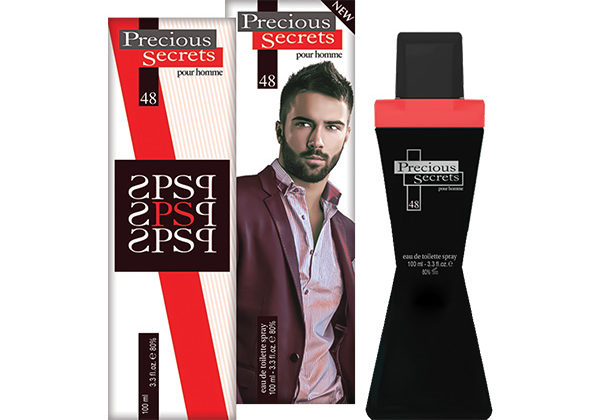 Precious
Secrets
pour homme
48
SPSP
SPSP
SPSP
100 ml 3.3 fl.oz. ℮ 80%
NEW
Precious
Secrets
pour homme
48
eau de toilette spray
100 ml - 3.3 fl.oz. ℮ 80%
Precious
Secrets
pour homme
48
eau de toilette spray
100 ml - 3.3 fl.oz.℮
80%